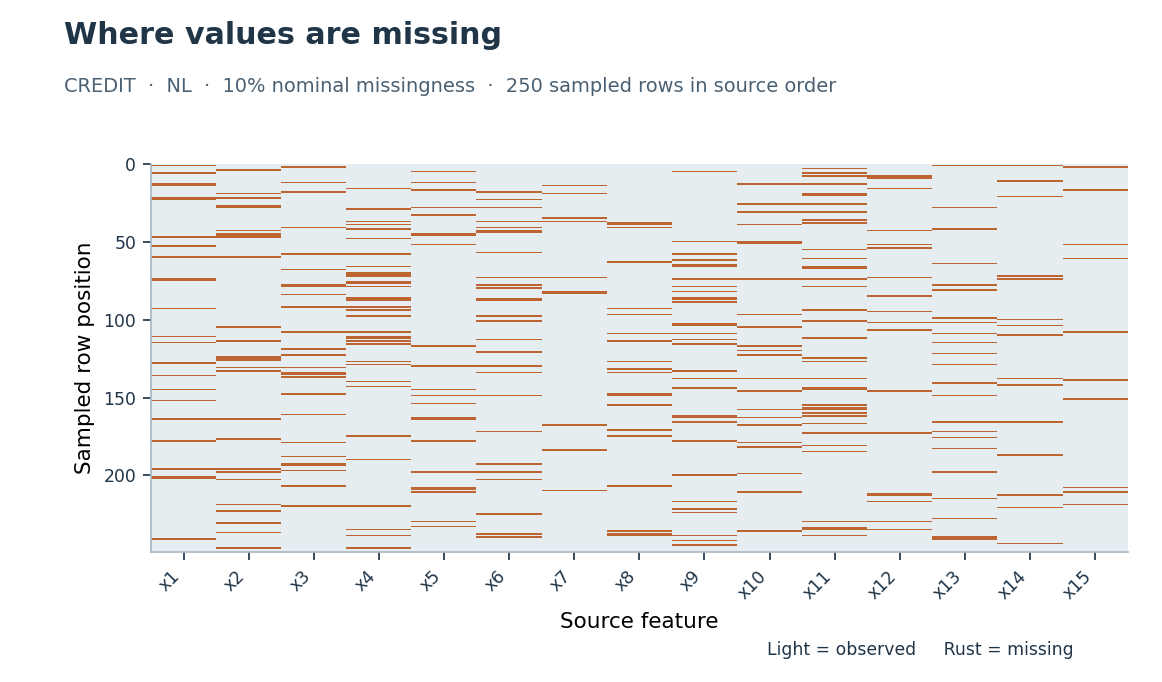 Where values are missing
CREDIT · NL · 10% nominal missingness · 250 sampled rows in source order
0
50
100
150
200
Sampled row position
x1 x2 x3 x4 x5 x6 x7 x8 x9 x10 x11 x12 x13 x14 x15
Source feature
Light = observed Rust = missing